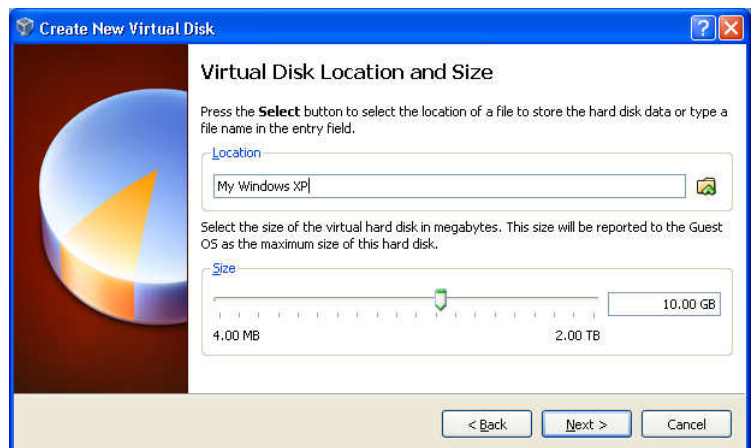 Create New Virtual Disk
Virtual Disk Location and Size
Press the Select button to select the location of a file to store the hard disk data or type a
file name in the entry field.
Location
My Windows XP
Select the size of the virtual hard disk in megabytes. This size will be reported to the Guest
OS as the maximum size of this hard disk.
Size
10.00 GB
4.00 MB 2.00 TB
< Back Next > Cancel